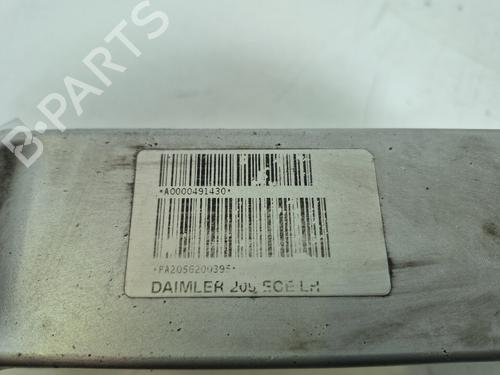 B-PARTS
*A0000491430*
*PA2056200395*
DAIMLER 205 ECE LH